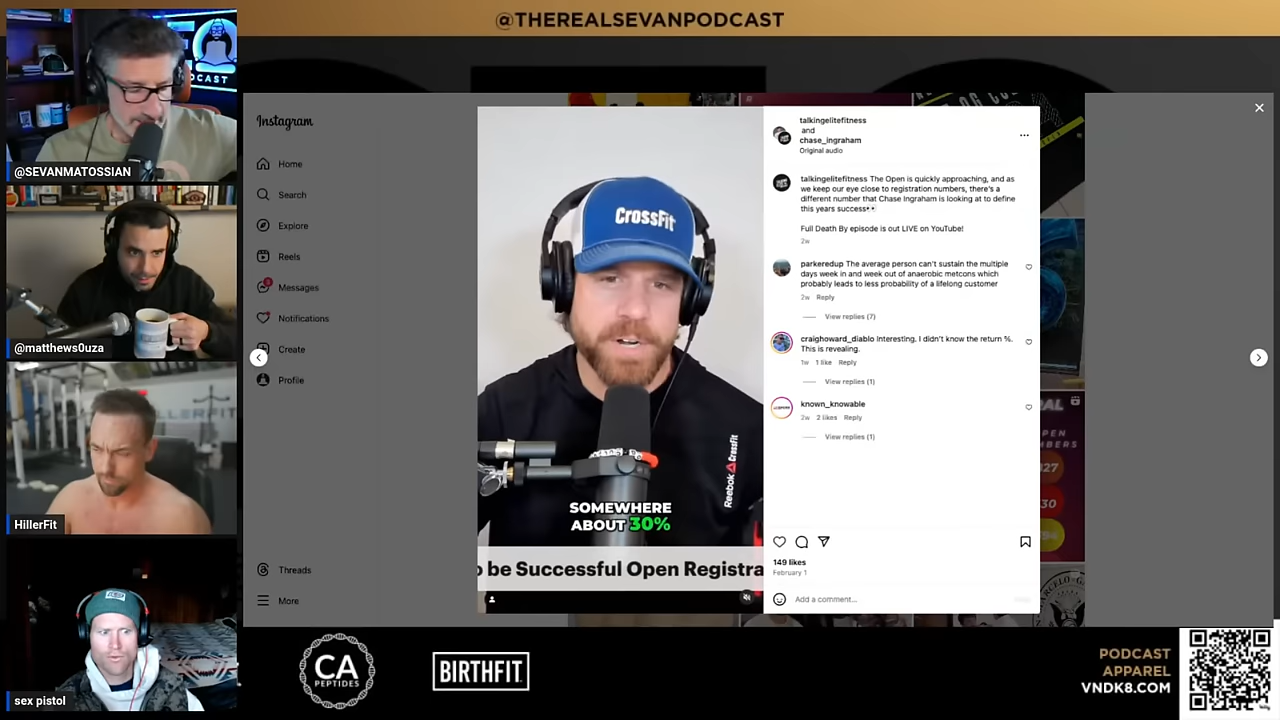 @THEREALSEVANPODCAST
CAST
@SEVANMATOSSIAN
@matthews0uza
HillerFit
sex pistol
Instagram
Home
Search
Explore
Reels
Messages
Notifications
Create
Profile
Threads
More
CrossFit
Reebok CrossFit
SOMEWHERE
ABOUT 30%
o be Successful Open Registra
talkingelitefitness
and
chase_ingraham
Original audio
talkingelitefitness The Open is quickly approaching, and as
we keep our eye close to registration numbers, there's a
different number that Chase Ingraham is looking at to define
this years success👀
Full Death By episode is out LIVE on YouTube!
2w
parkeredup The average person can't sustain the multiple
days week in and week out of anaerobic metcons which
probably leads to less probability of a lifelong customer
2w Reply
View replies (7)
craighoward_diablo Interesting. I didn't know the return %.
This is revealing.
1w 1 like Reply
View replies (1)
known_knowable
2w 2 likes Reply
View replies (1)
149 likes
February 1
Add a comment...
CA
PEPTIDES
BIRTHFIT
PODCAST
APPAREL
VNDK8.COM